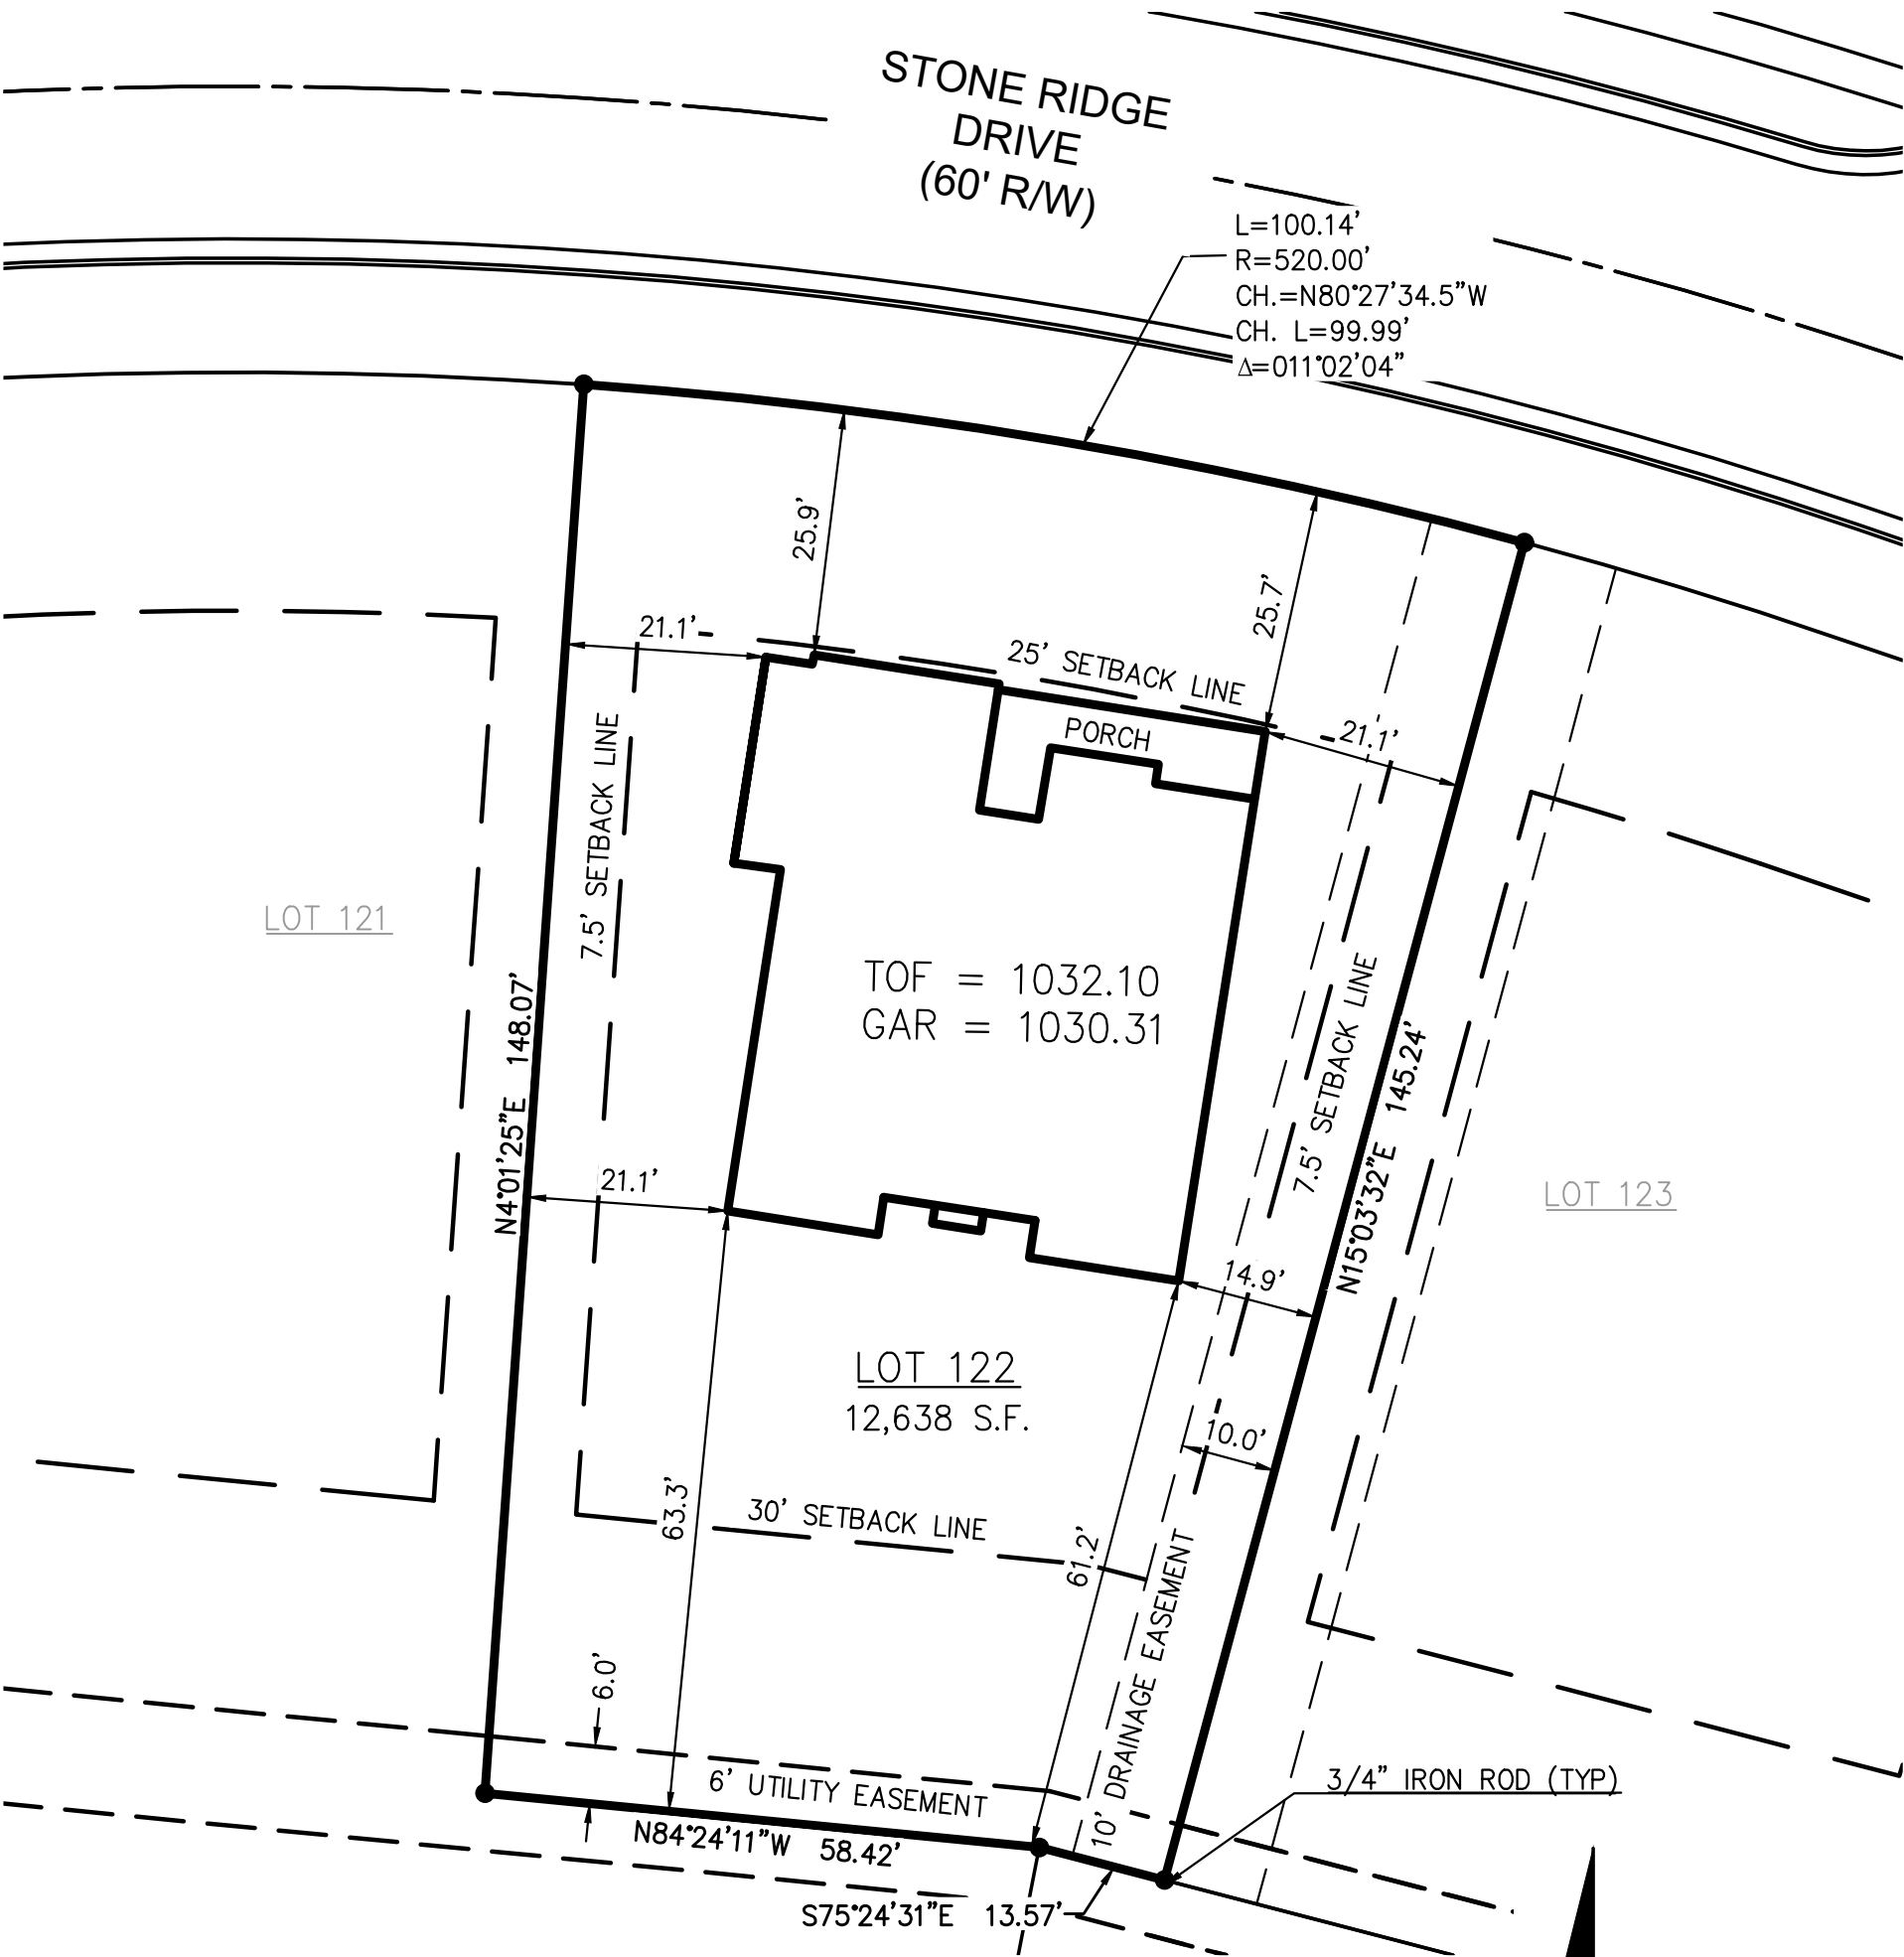 STONE RIDGE
DRIVE
(60' R/W)
L=100.14'
R=520.00'
CH.=N80°27'34.5"W
CH. L=99.99'
Δ=011°02'04"
25.9'
25.7'
21.1'
25' SETBACK LINE
PORCH
21.1'
7.5' SETBACK LINE
LOT 121
TOF = 1032.10
GAR = 1030.31
N4°01'25"E 148.07'
7.5' SETBACK LINE
N15°03'32"E 145.24'
21.1'
LOT 123
14.9'
LOT 122
12,638 S.F.
10.0'
63.3'
30' SETBACK LINE
61.2'
6.0'
10' DRAINAGE EASEMENT
6' UTILITY EASEMENT
3/4" IRON ROD (TYP)
N84°24'11"W 58.42'
S75°24'31"E 13.57'